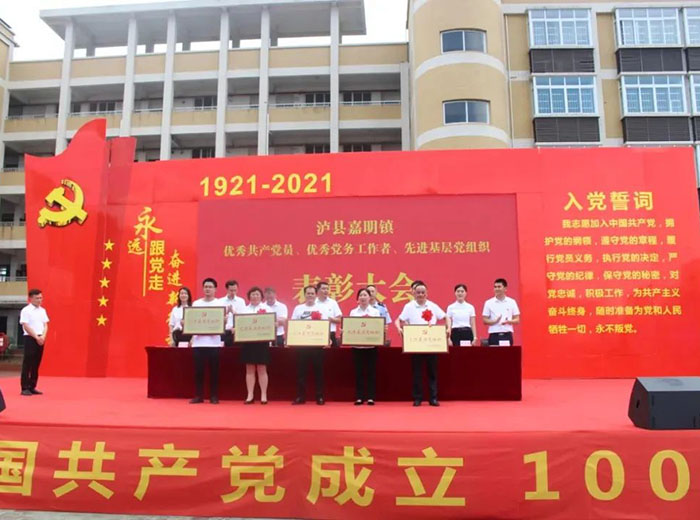 1921-2021
永远
跟党走
奋进新
泸县嘉明镇
优秀共产党员、优秀党务工作者、先进基层党组织
表彰大会
入党誓词
我志愿加入中国共产党，拥
护党的纲领，遵守党的章程，履
行党员义务，执行党的决定，严
守党的纪律，保守党的秘密，对
党忠诚，积极工作，为共产主义
奋斗终身，随时准备为党和人民
牺牲一切，永不叛党。
国共产党成立 100